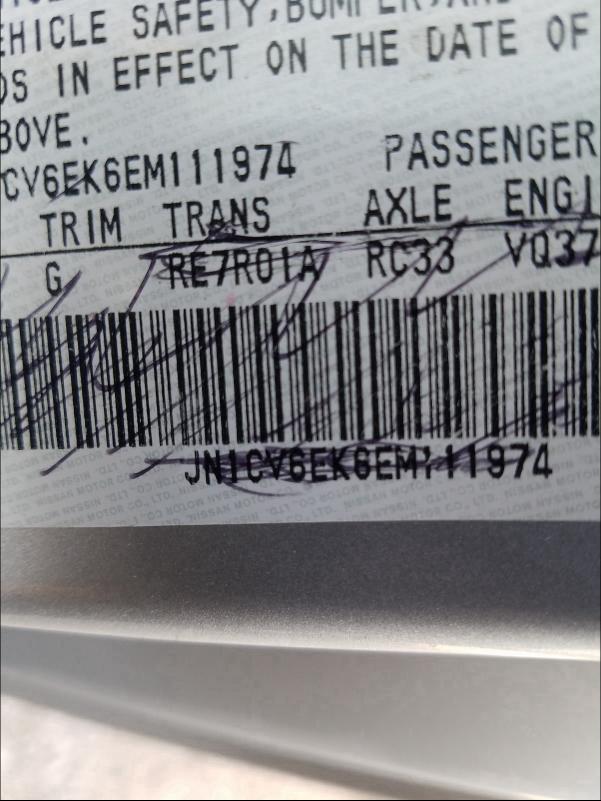 EHICLE SAFETY, BUMPER, AND
DS IN EFFECT ON THE DATE OF
BOVE.
CV6EK6EM111974 PASSENGER
TRIM TRANS AXLE ENGI
G RE7R01A RC33 VQ37
JN1CV6EK6EM111974